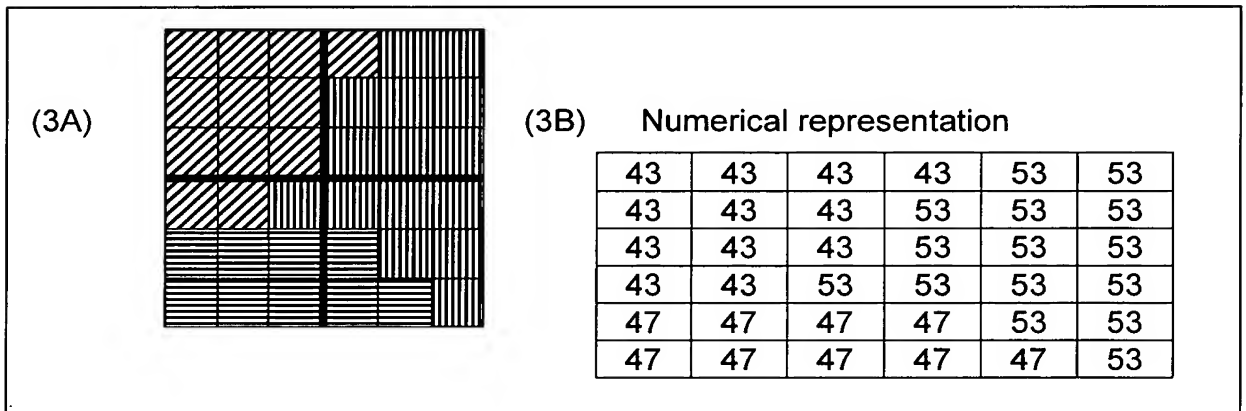 (3A)
(3B) Numerical representation
43 43 43 43 53 53
43 43 43 53 53 53
43 43 43 53 53 53
43 43 53 53 53 53
47 47 47 47 53 53
47 47 47 47 47 53